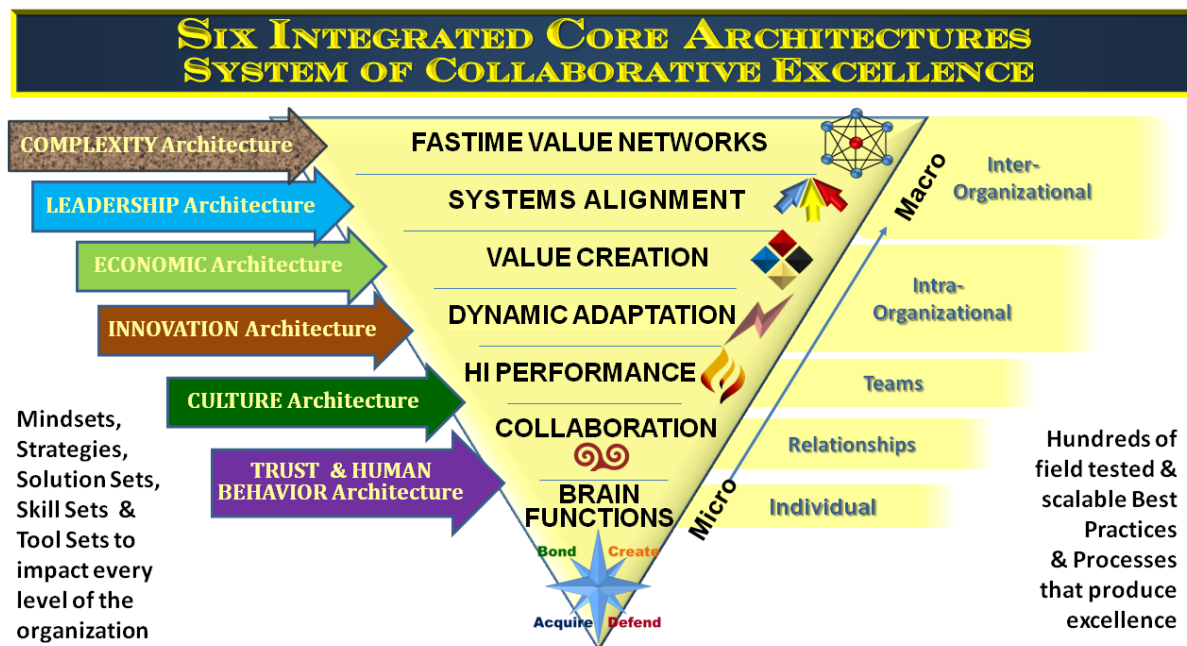 SIX INTEGRATED CORE ARCHITECTURES
SYSTEM OF COLLABORATIVE EXCELLENCE
COMPLEXITY Architecture
LEADERSHIP Architecture
ECONOMIC Architecture
INNOVATION Architecture
CULTURE Architecture
TRUST & HUMAN
BEHAVIOR Architecture
Mindsets,
Strategies,
Solution Sets,
Skill Sets &
Tool Sets to
impact every
level of the
organization
FASTIME VALUE NETWORKS
SYSTEMS ALIGNMENT
VALUE CREATION
DYNAMIC ADAPTATION
HI PERFORMANCE
COLLABORATION
BRAIN
FUNCTIONS
Bond Create
Acquire Defend
Macro
Micro
Inter-
Organizational
Intra-
Organizational
Teams
Relationships
Individual
Hundreds of
field tested &
scalable Best
Practices
& Processes
that produce
excellence